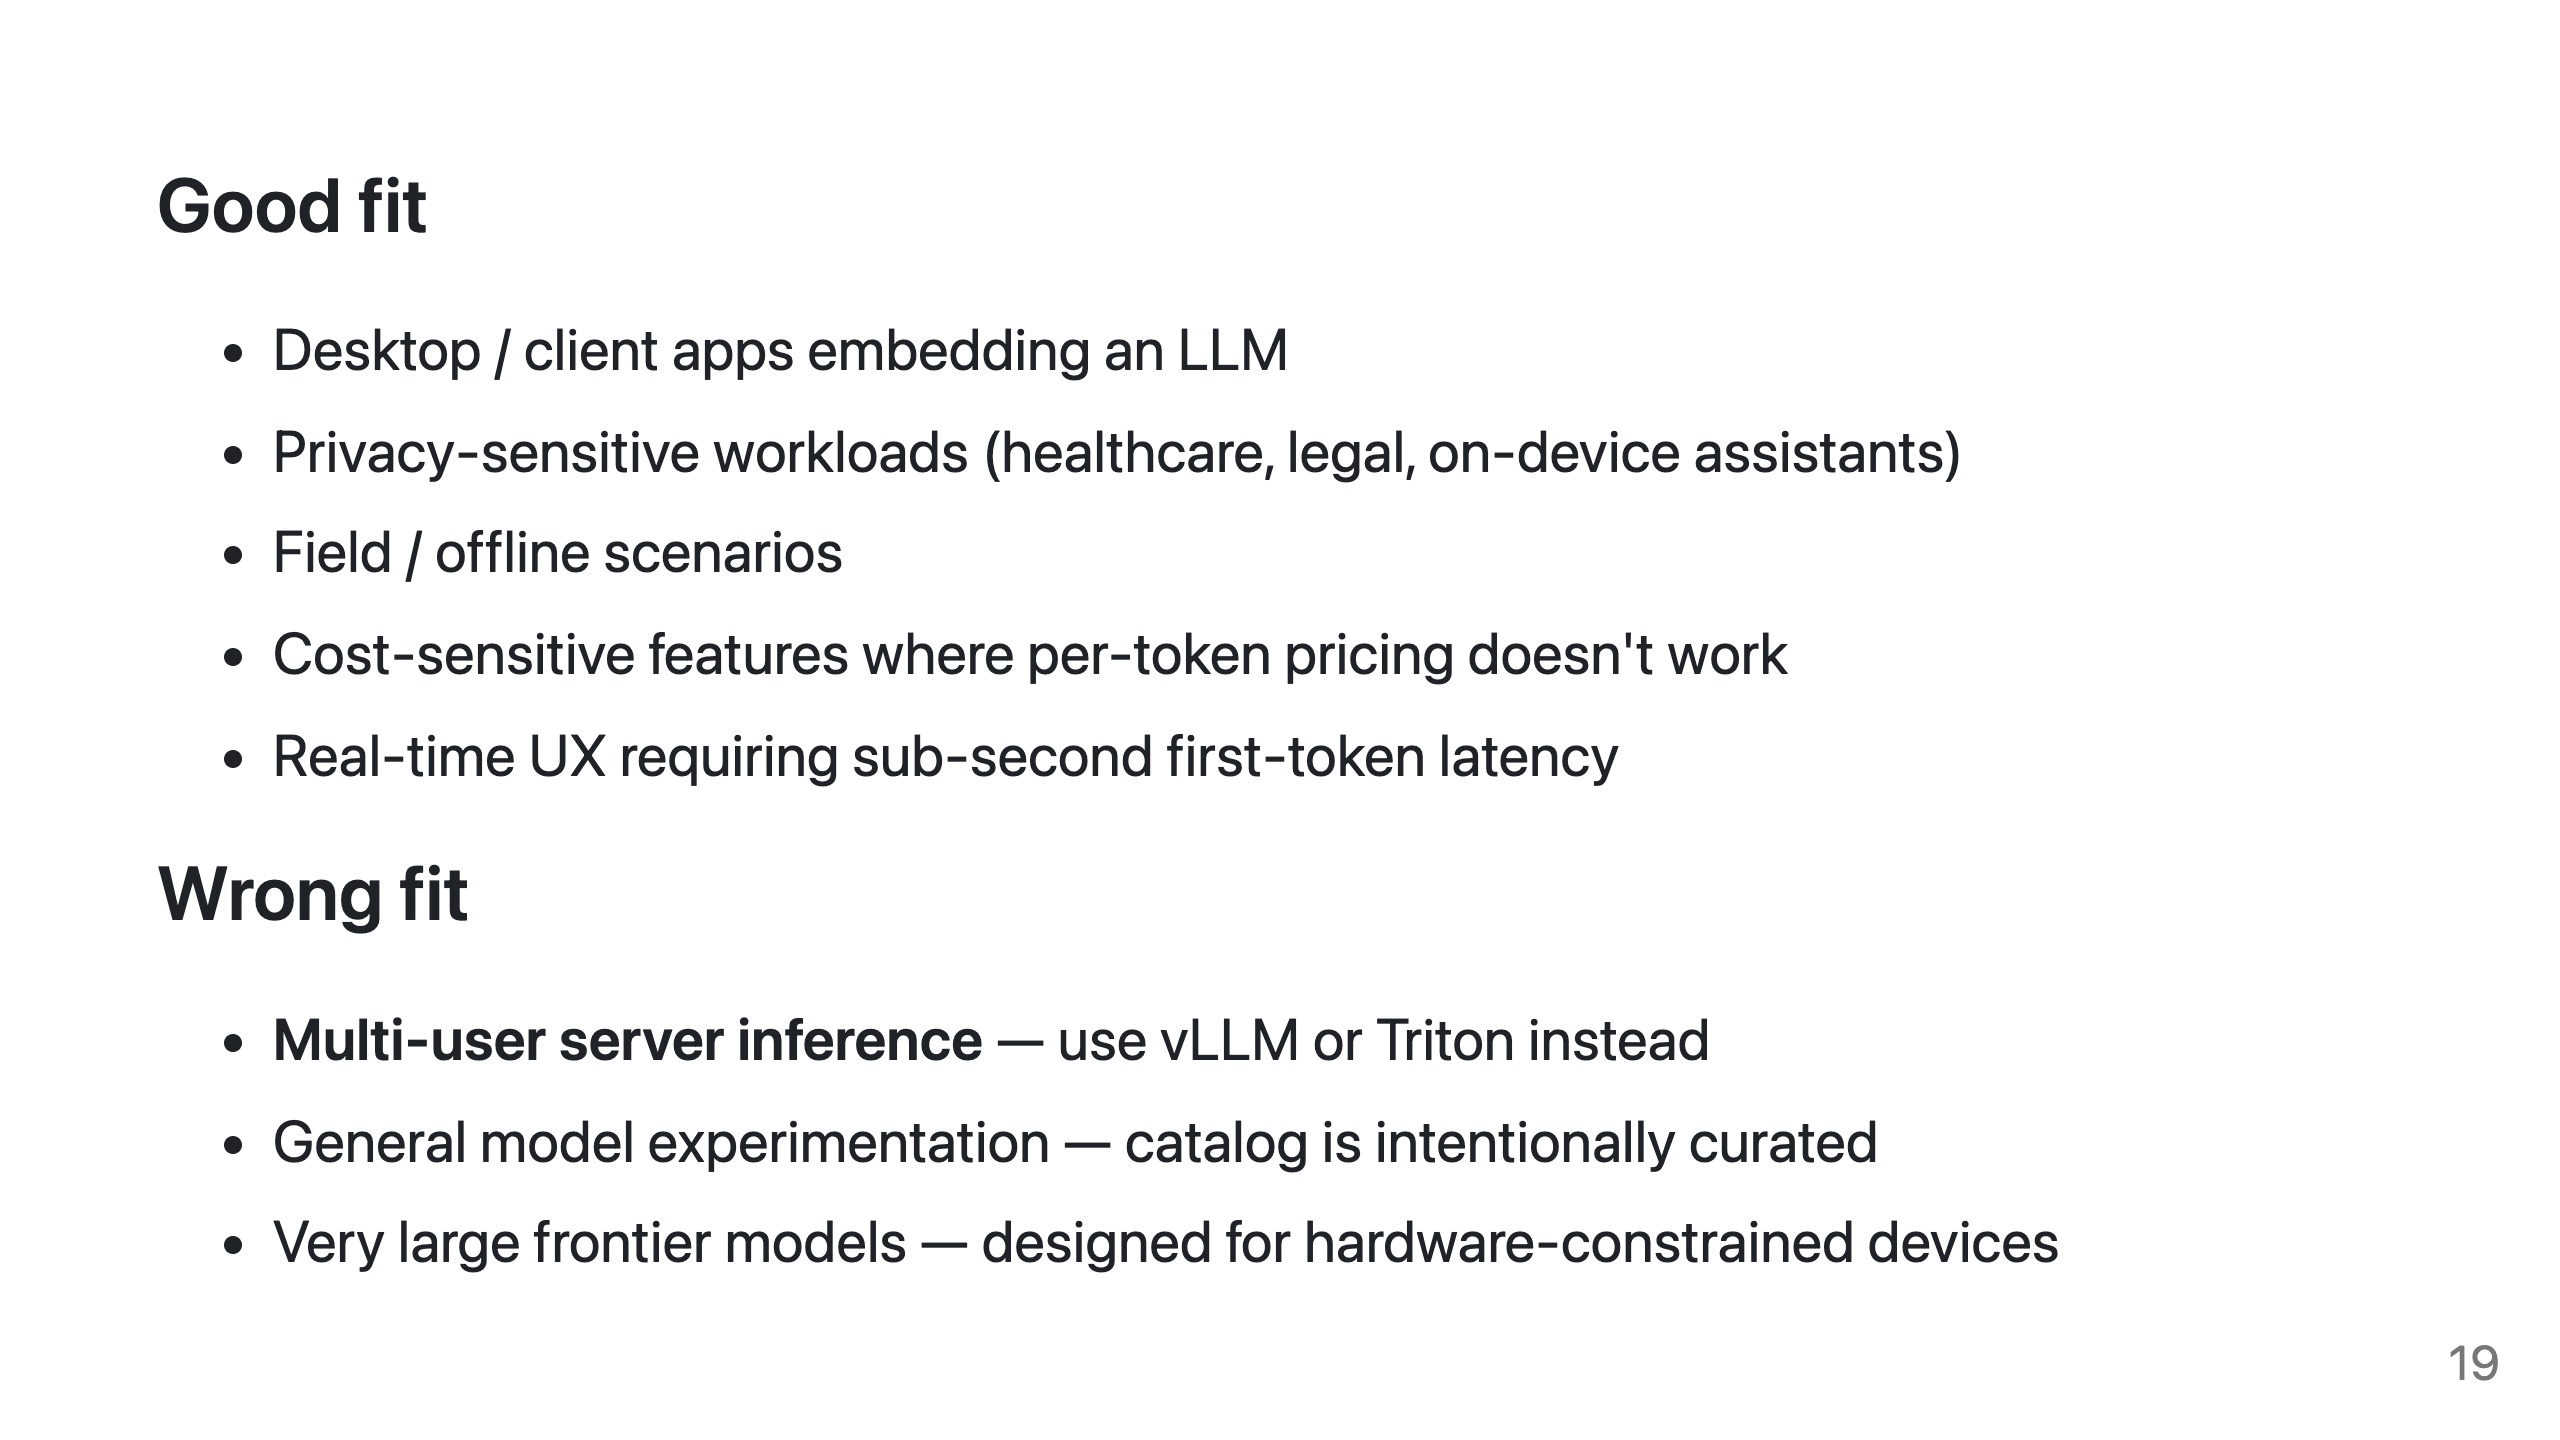 Good fit
• Desktop / client apps embedding an LLM
• Privacy-sensitive workloads (healthcare, legal, on-device assistants)
• Field / offline scenarios
• Cost-sensitive features where per-token pricing doesn't work
• Real-time UX requiring sub-second first-token latency
Wrong fit
• Multi-user server inference — use vLLM or Triton instead
• General model experimentation — catalog is intentionally curated
• Very large frontier models — designed for hardware-constrained devices
19